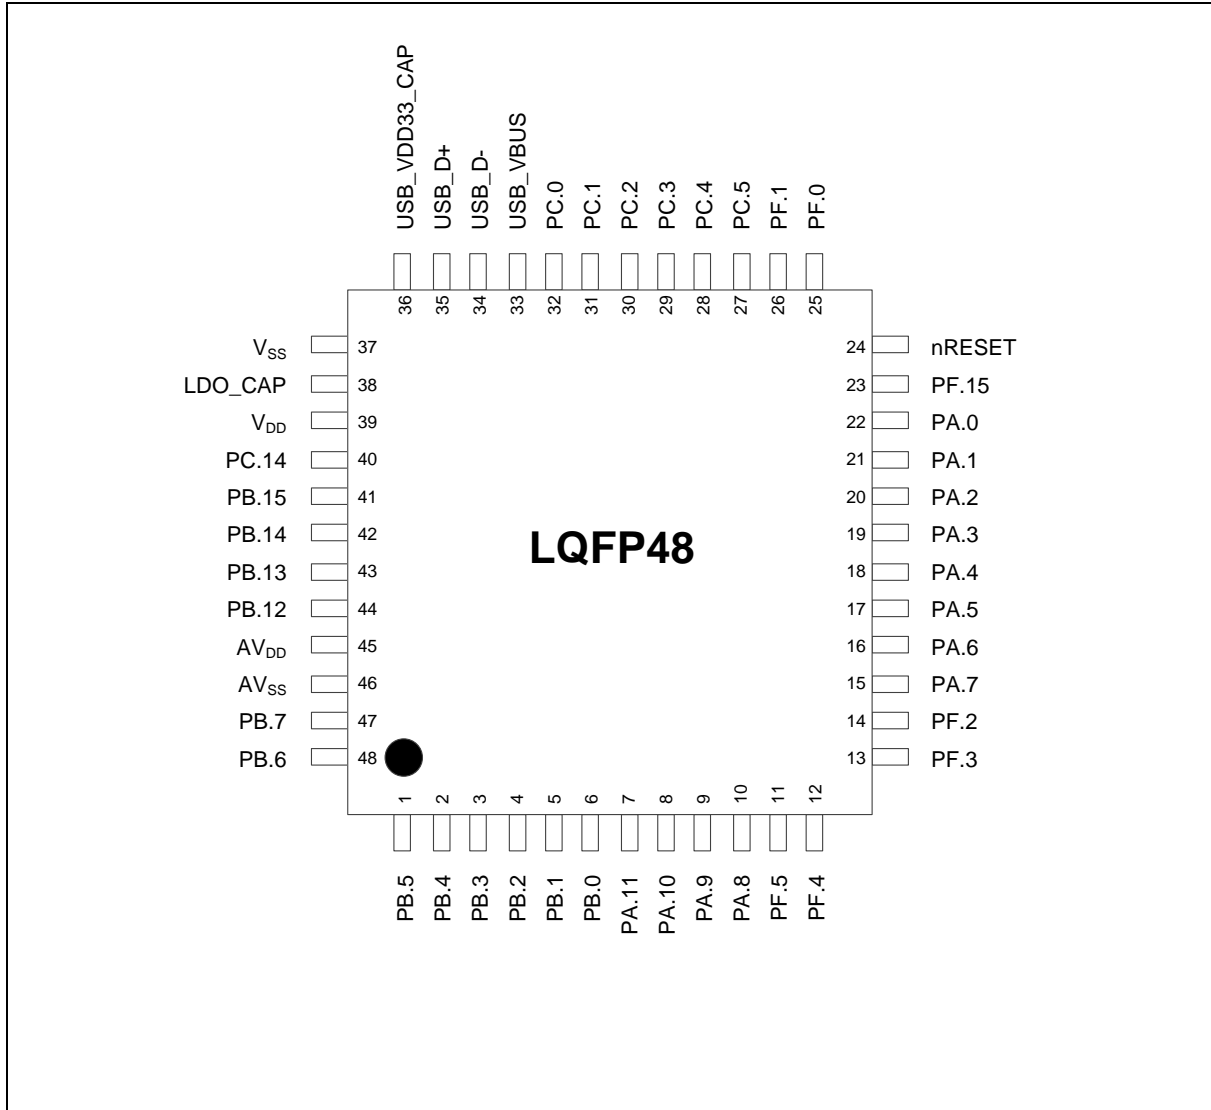 USB_VDD33_CAP
USB_D+
USB_D-
USB_VBUS
PC.0
PC.1
PC.2
PC.3
PC.4
PC.5
PF.1
PF.0
36
35
34
33
32
31
30
29
28
27
26
25
VSS 37
LDO_CAP 38
VDD 39
PC.14 40
PB.15 41
PB.14 42
PB.13 43
PB.12 44
AVDD 45
AVSS 46
PB.7 47
PB.6 48
LQFP48
24 nRESET
23 PF.15
22 PA.0
21 PA.1
20 PA.2
19 PA.3
18 PA.4
17 PA.5
16 PA.6
15 PA.7
14 PF.2
13 PF.3
1
2
3
4
5
6
7
8
9
10
11
12
PB.5
PB.4
PB.3
PB.2
PB.1
PB.0
PA.11
PA.10
PA.9
PA.8
PF.5
PF.4